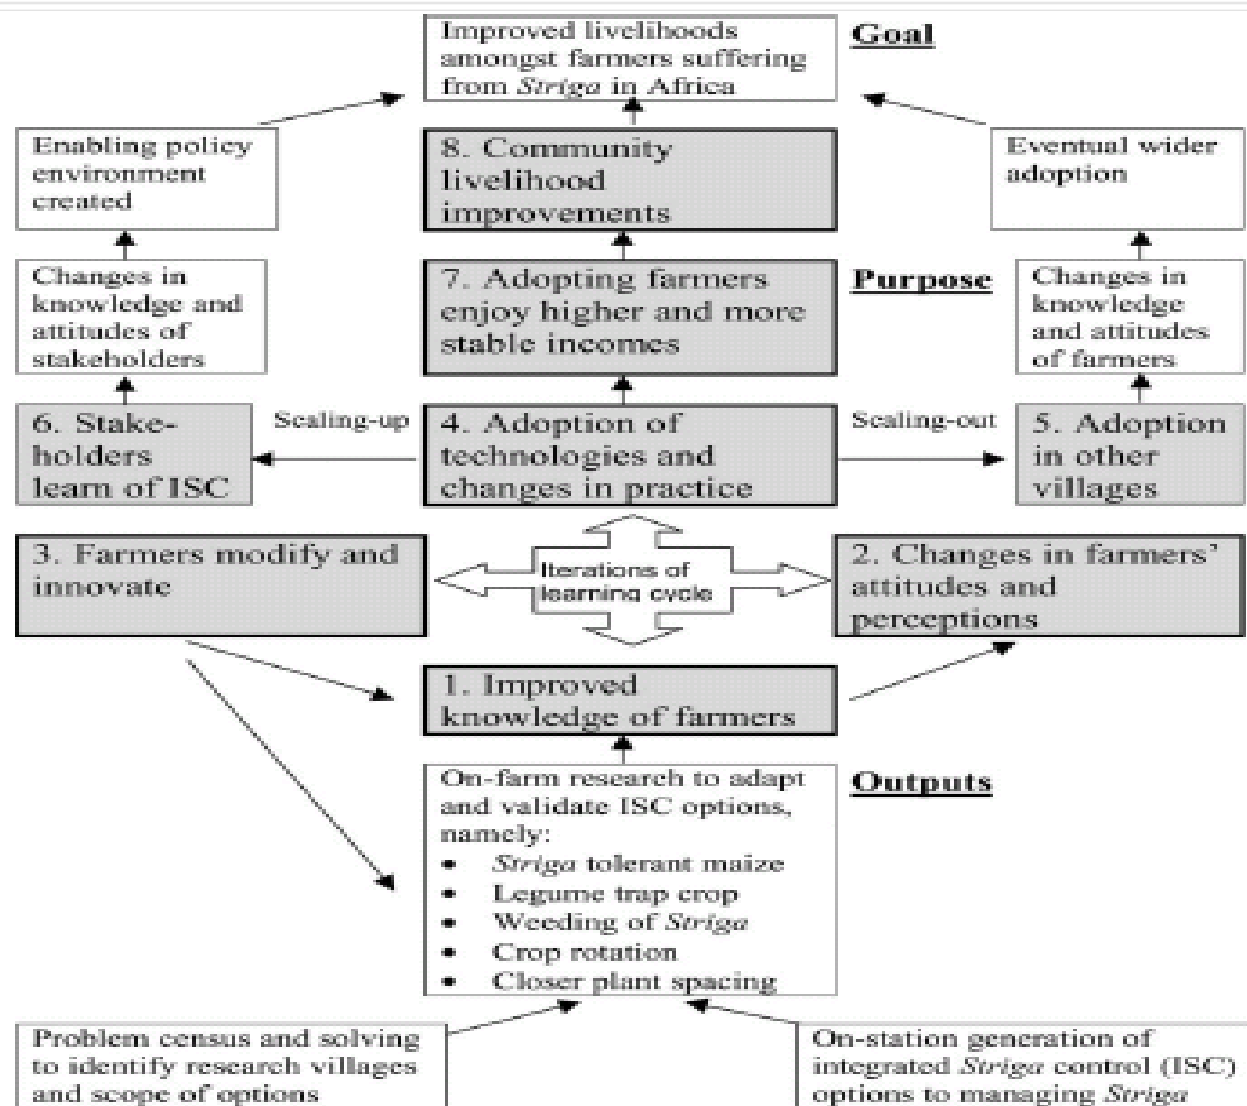 Improved livelihoods
amongst farmers suffering
from Striga in Africa
Goal
Enabling policy
environment
created
8. Community
livelihood
improvements
Eventual wider
adoption
Changes in
knowledge and
attitudes of
stakeholders
7. Adopting farmers
enjoy higher and more
stable incomes
Purpose
Changes in
knowledge
and attitudes
of farmers
6. Stake-
holders
learn of ISC
Scaling-up
4. Adoption of
technologies and
changes in practice
Scaling-out
5. Adoption
in other
villages
3. Farmers modify and
innovate
Iterations of
learning cycle
2. Changes in farmers'
attitudes and
perceptions
1. Improved
knowledge of farmers
On-farm research to adapt
and validate ISC options,
namely:
• Striga tolerant maize
• Legume trap crop
• Weeding of Striga
• Crop rotation
• Closer plant spacing
Outputs
Problem census and solving
to identify research villages
and scope of options
On-station generation of
integrated Striga control (ISC)
options to managing Striga